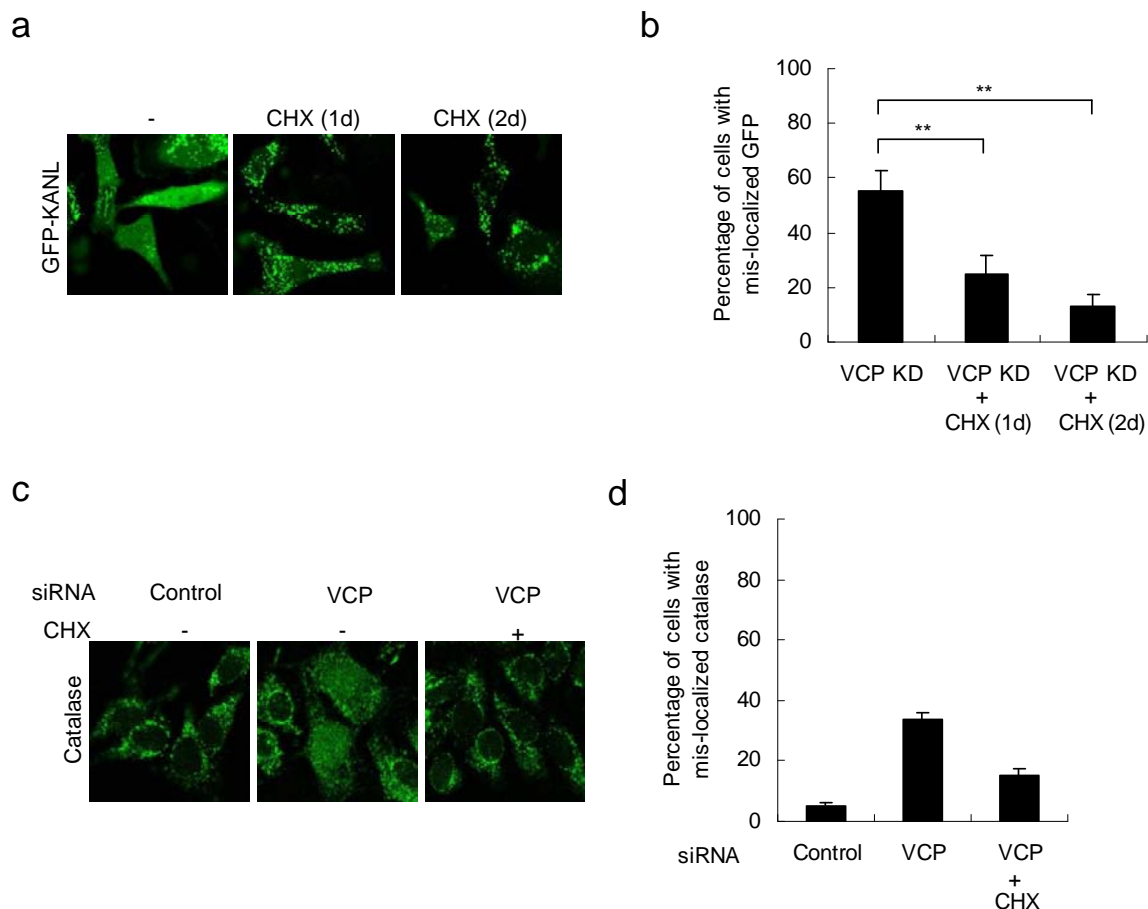 a
- CHX (1d) CHX (2d)
GFP-KANL
b
Percentage of cells with
mis-localized GFP
100
80
60
40
20
0
**
**
VCP KD VCP KD VCP KD
+ +
CHX (1d) CHX (2d)
c
siRNA Control VCP VCP
CHX - - +
Catalase
d
Percentage of cells with
mis-localized catalase
100
80
60
40
20
0
siRNA Control VCP VCP
+
CHX